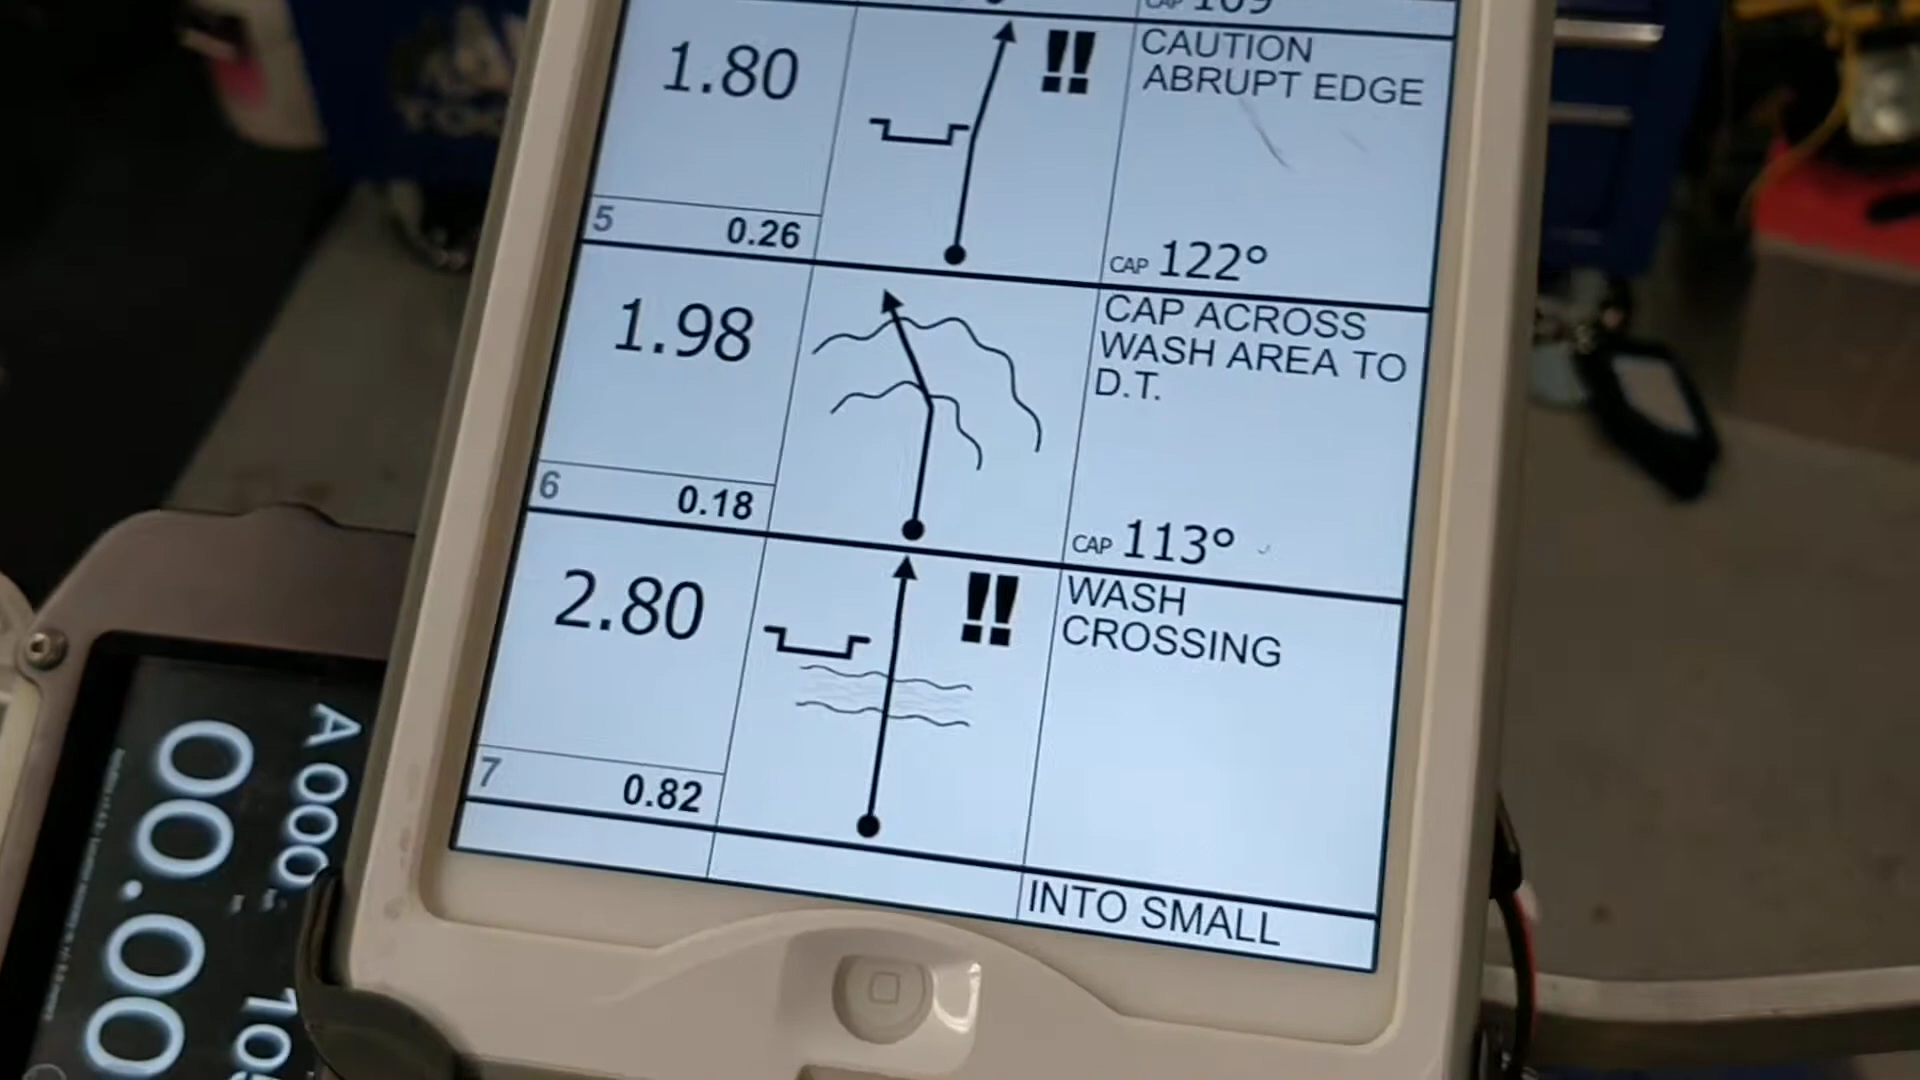 CAP 109
1.80
!!
CAUTION
ABRUPT EDGE
5
0.26
CAP 122°
1.98
CAP ACROSS
WASH AREA TO
D.T.
6
0.18
CAP 113°
2.80
!!
WASH
CROSSING
7
0.82
INTO SMALL
A 000
00.00
105